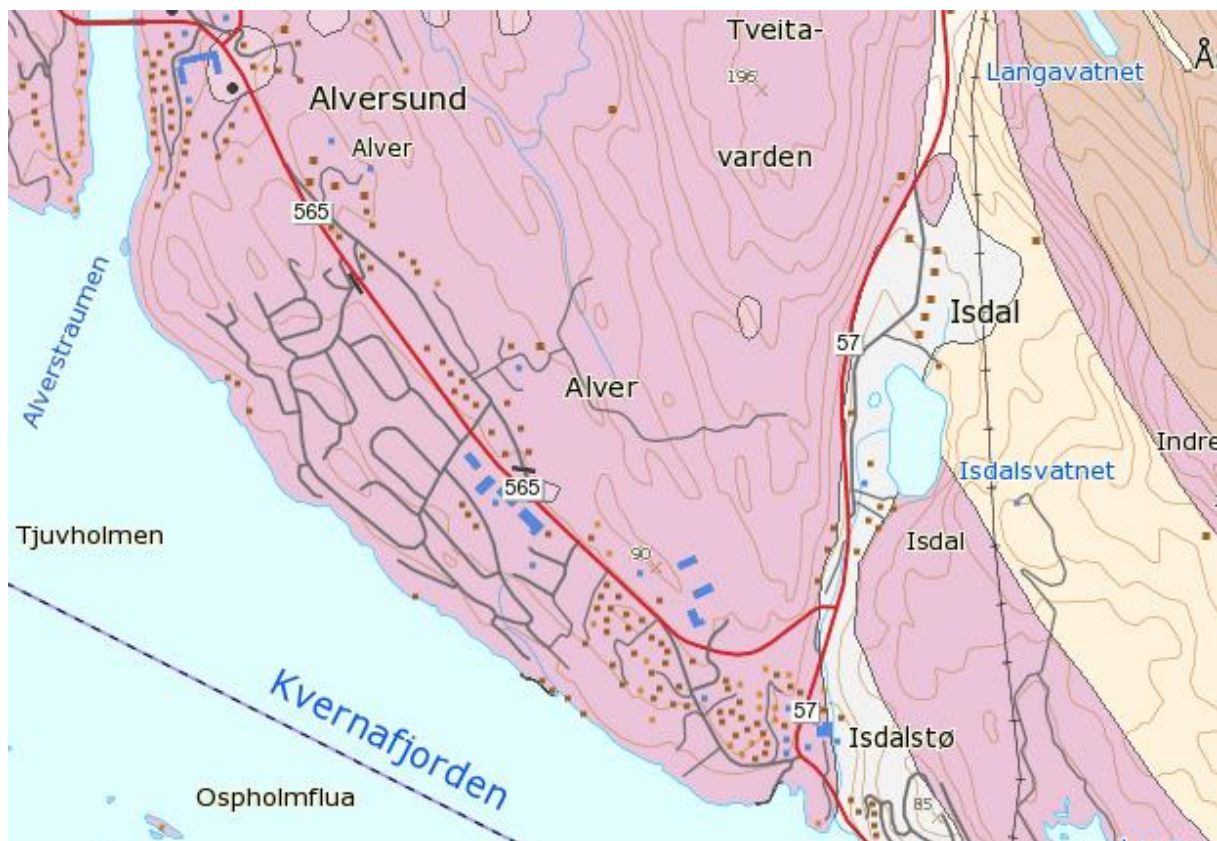 Tveita-
196
Langavatnet
Å
Alversund
Alver
varden
565
Alverstraumen
Isdal
57
Alver
Indre
Isdalsvatnet
565
Tjuvholmen
90
Isdal
Kvernafjorden
57
Isdalstø
Ospholmflua
85